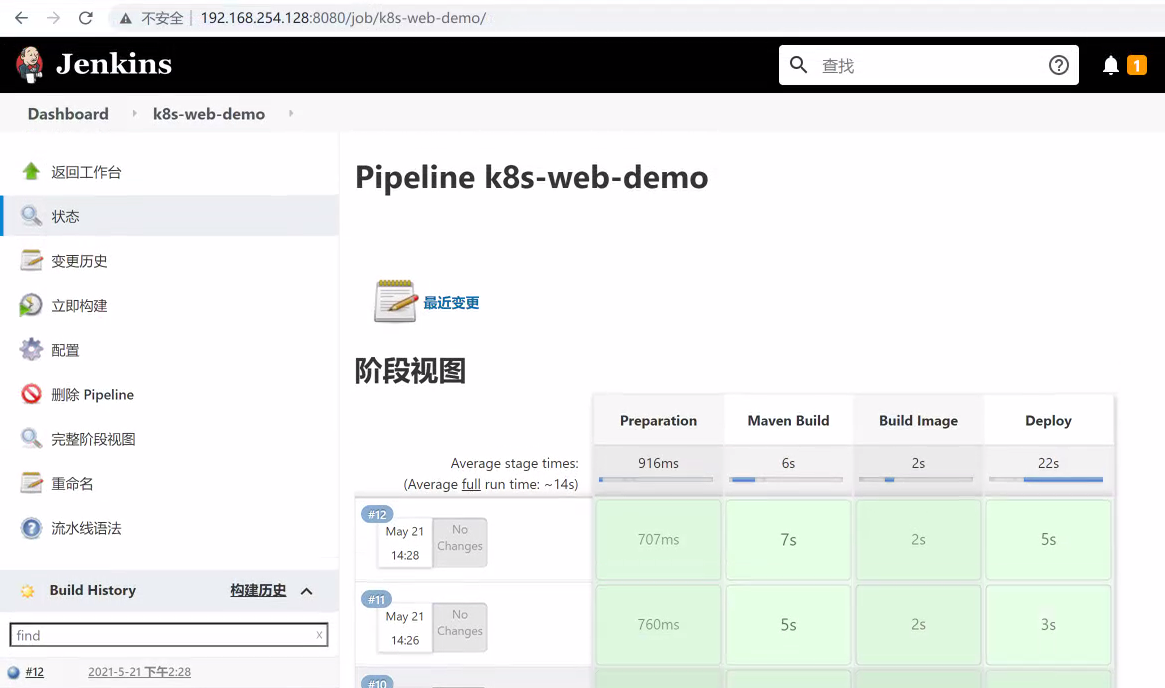 不安全 192.168.254.128:8080/job/k8s-web-demo/
Jenkins
查找
1
Dashboard
k8s-web-demo
返回工作台
状态
变更历史
立即构建
配置
删除 Pipeline
完整阶段视图
重命名
流水线语法
Build History 构建历史
find x
#12 2021-5-21 下午2:28
Pipeline k8s-web-demo
最近变更
阶段视图
Preparation Maven Build Build Image Deploy
Average stage times: 916ms 6s 2s 22s
(Average full run time: ~14s)
#12
May 21 14:28
No Changes
707ms 7s 2s 5s
#11
May 21 14:26
No Changes
760ms 5s 2s 3s
#10